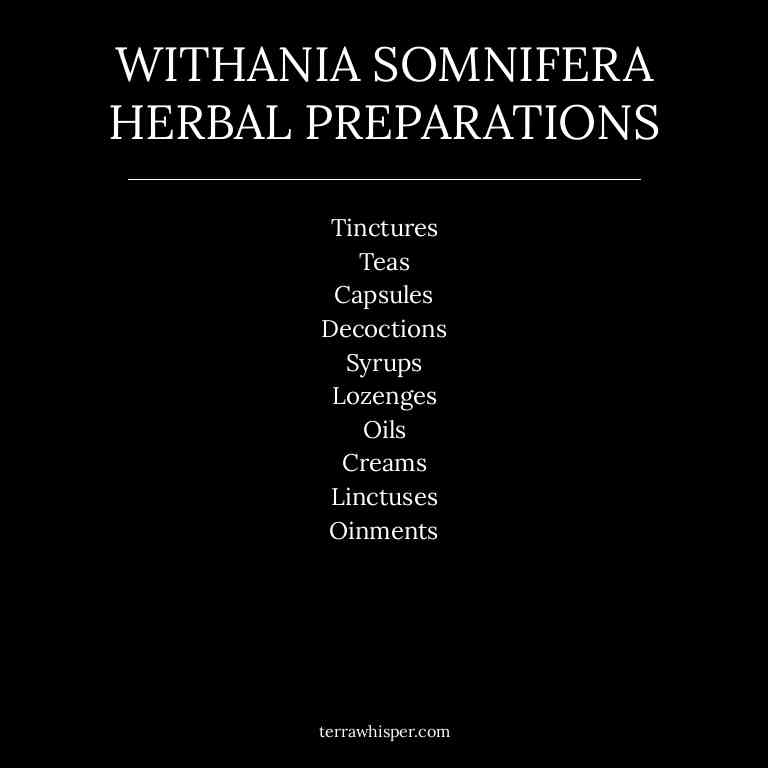 WITHANIA SOMNIFERA
HERBAL PREPARATIONS
Tinctures
Teas
Capsules
Decoctions
Syrups
Lozenges
Oils
Creams
Linctuses
Oinments
terrawhisper.com